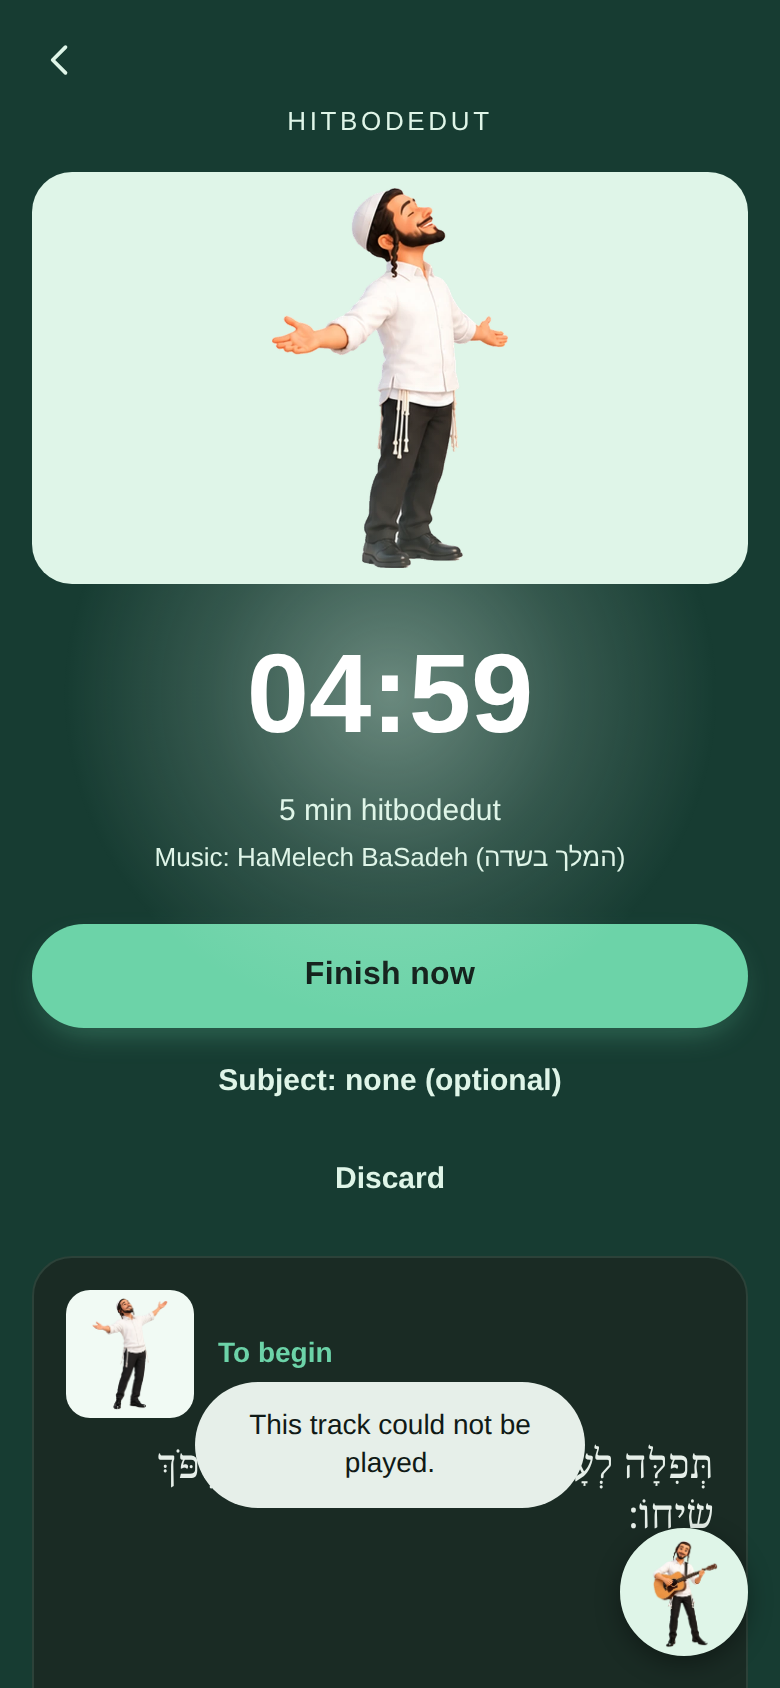 HITBODEDUT
04:59
5 min hitbodedut
Music: HaMelech BaSadeh (המלך בשדה)
Finish now
Subject: none (optional)
Discard
To begin
This track could not be
played.
תְּפִלָּה
שִׂיחוֹ: